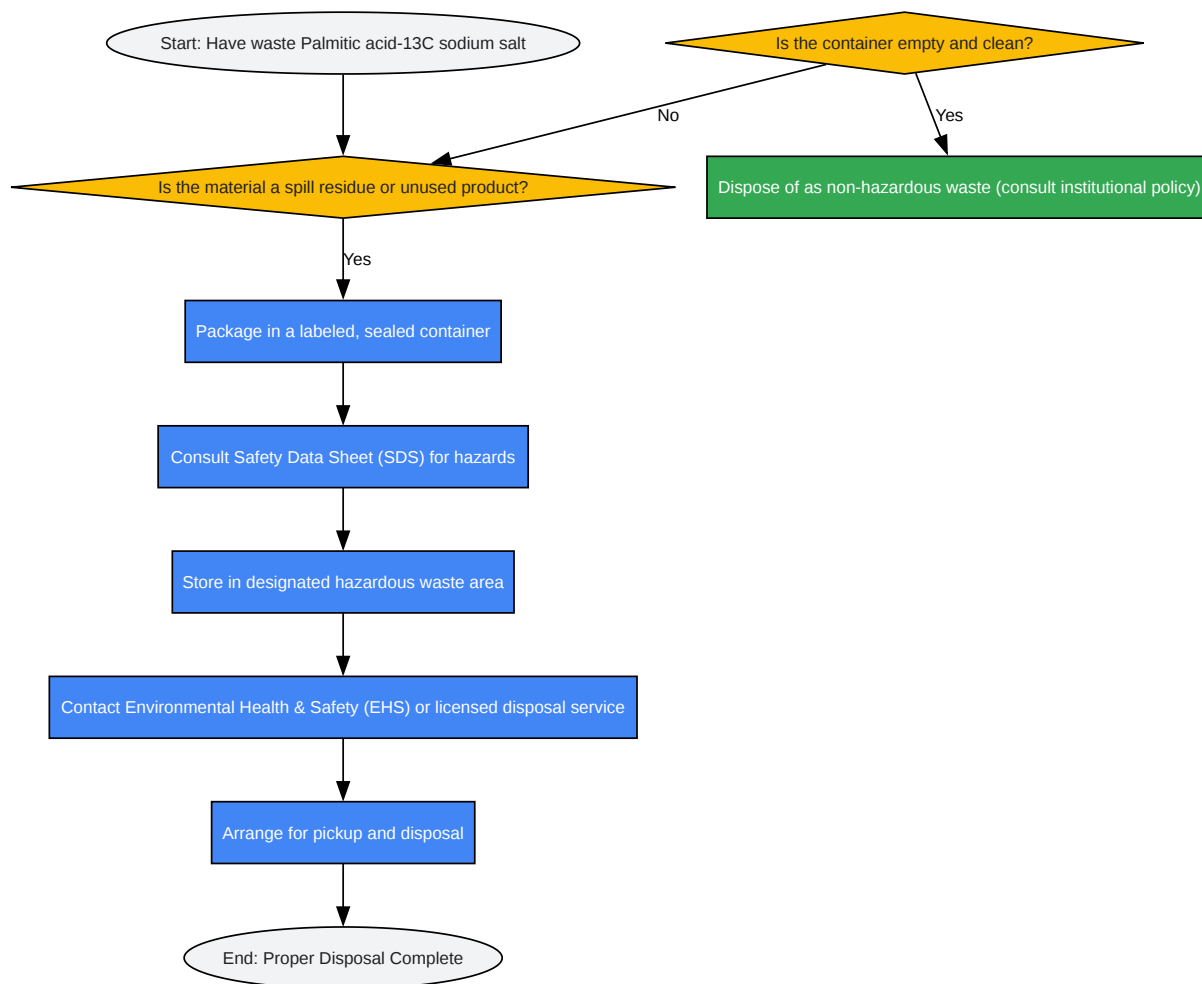 Start: Have waste Palmitic acid-13C sodium salt
Is the container empty and clean?
No
Yes
Is the material a spill residue or unused product?
Dispose of as non-hazardous waste (consult institutional policy)
Yes
Package in a labeled, sealed container
Consult Safety Data Sheet (SDS) for hazards
Store in designated hazardous waste area
Contact Environmental Health & Safety (EHS) or licensed disposal service
Arrange for pickup and disposal
End: Proper Disposal Complete